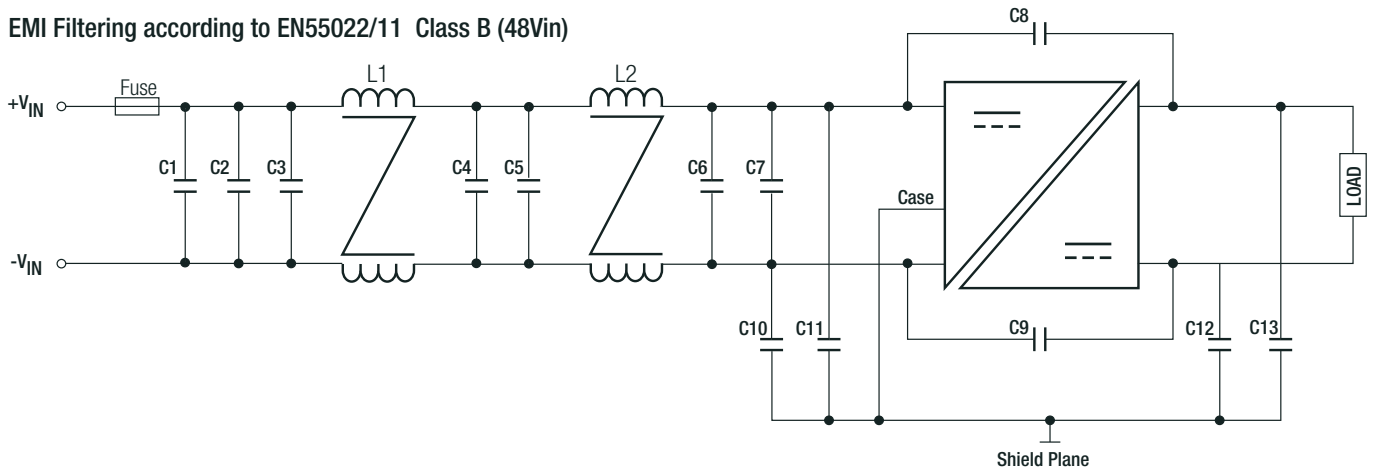 EMI Filtering according to EN55022/11 Class B (48Vin)
C8
+VIN
Fuse
L1
L2
C1
C2
C3
C4
C5
C6
C7
Case
LOAD
-VIN
C10
C11
C9
C12
C13
Shield Plane